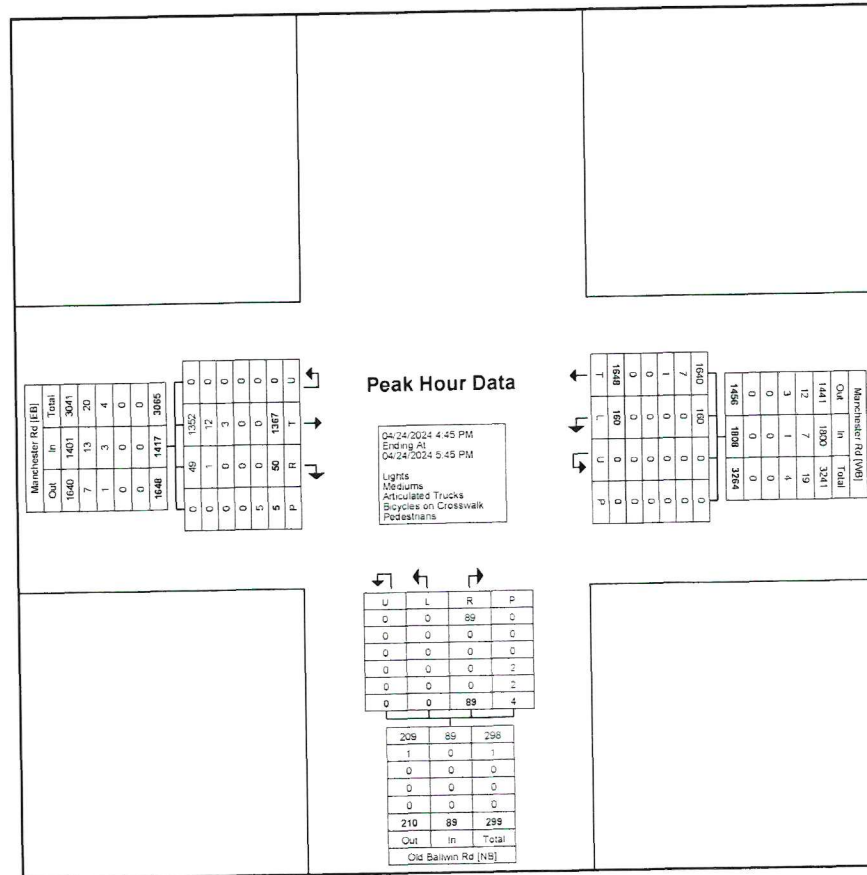 Manchester Rd [EB]
Out In Total
1640 1401 3041
7 13 20
1 3 4
0 0 0
0 0 0
1648 1417 3065
0 49 1352 0
0 1 12 0
0 0 3 0
0 0 0 0
5 0 0 0
5 50 1367 0
P R T U
Peak Hour Data
04/24/2024 4:45 PM
Ending At
04/24/2024 5:45 PM
Lights
Mediums
Articulated Trucks
Bicycles on Crosswalk
Pedestrians
Manchester Rd [WB]
Out In Total
1441 1800 3241
12 7 19
3 1 4
0 0 0
0 0 0
1456 1808 3264
1640 160 0 0
7 0 0 0
1 0 0 0
0 0 0 0
0 0 0 0
1648 160 0 0
T L U P
U L R P
0 0 89 0
0 0 0 0
0 0 0 0
0 0 0 2
0 0 0 2
0 0 89 4
209 89 298
1 0 1
0 0 0
0 0 0
0 0 0
210 89 299
Out In Total
Old Ballwin Rd [NB]